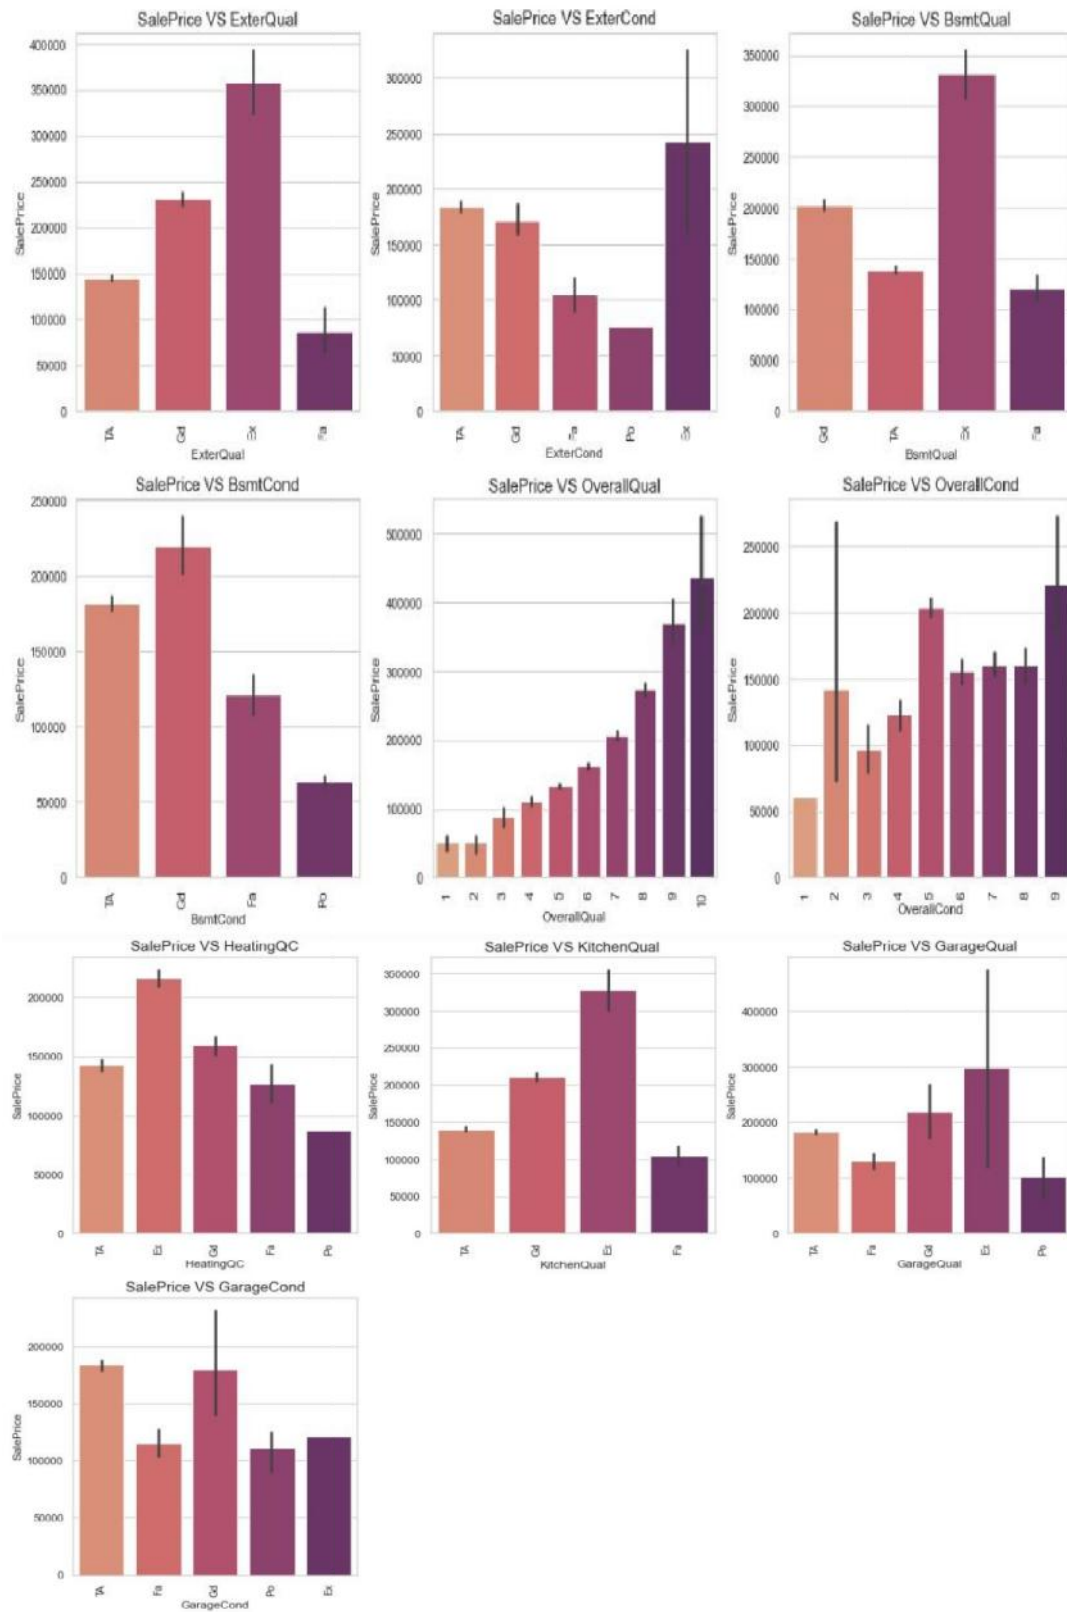 SalePrice VS ExterQual
400000
350000
300000
250000
200000
150000
100000
50000
0
SalePrice
TA Gd Ex Fa
ExterQual
SalePrice VS ExterCond
300000
250000
200000
150000
100000
50000
0
SalePrice
TA Gd Fa Po Ex
ExterCond
SalePrice VS BsmtQual
350000
300000
250000
200000
150000
100000
50000
0
SalePrice
Gd TA Ex Fa
BsmtQual
SalePrice VS BsmtCond
250000
200000
150000
100000
50000
0
SalePrice
TA Gd Fa Po
BsmtCond
SalePrice VS OverallQual
500000
400000
300000
200000
100000
0
SalePrice
1 2 3 4 5 6 7 8 9 10
OverallQual
SalePrice VS OverallCond
250000
200000
150000
100000
50000
0
SalePrice
1 2 3 4 5 6 7 8 9
OverallCond
SalePrice VS HeatingQC
200000
150000
100000
50000
0
SalePrice
TA Ex Gd Fa Po
HeatingQC
SalePrice VS KitchenQual
350000
300000
250000
200000
150000
100000
50000
0
SalePrice
TA Gd Ex Fa
KitchenQual
SalePrice VS GarageQual
400000
300000
200000
100000
0
SalePrice
TA Fa Gd Ex Po
GarageQual
SalePrice VS GarageCond
200000
150000
100000
50000
0
SalePrice
TA Fa Gd Po Ex
GarageCond